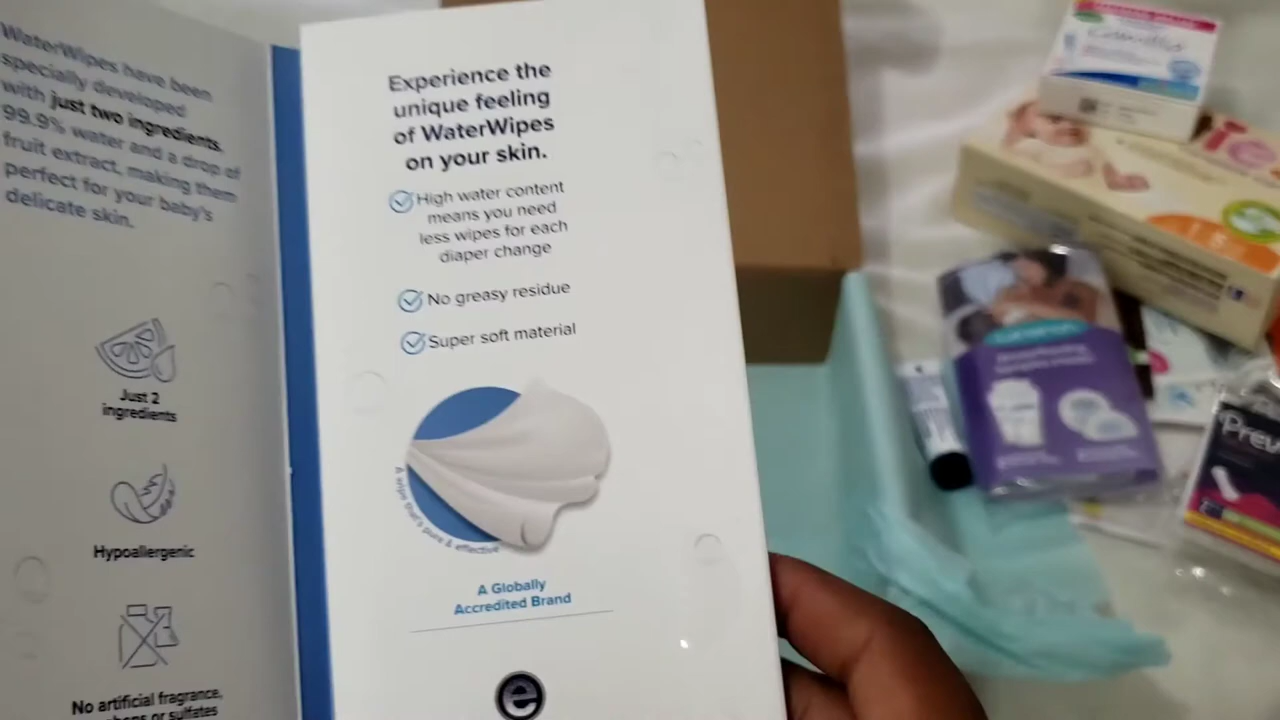 WaterWipes have been
specially developed
with just two ingredients,
99.9% water and a drop of
fruit extract, making them
perfect for your baby's
delicate skin.
Just 2
ingredients
Hypoallergenic
No artificial fragrance,
or sulfates
Experience the
unique feeling
of WaterWipes
on your skin.
High water content
means you need
less wipes for each
diaper change
No greasy residue
Super soft material
A wipe that's pure & effective
A Globally
Accredited Brand
e